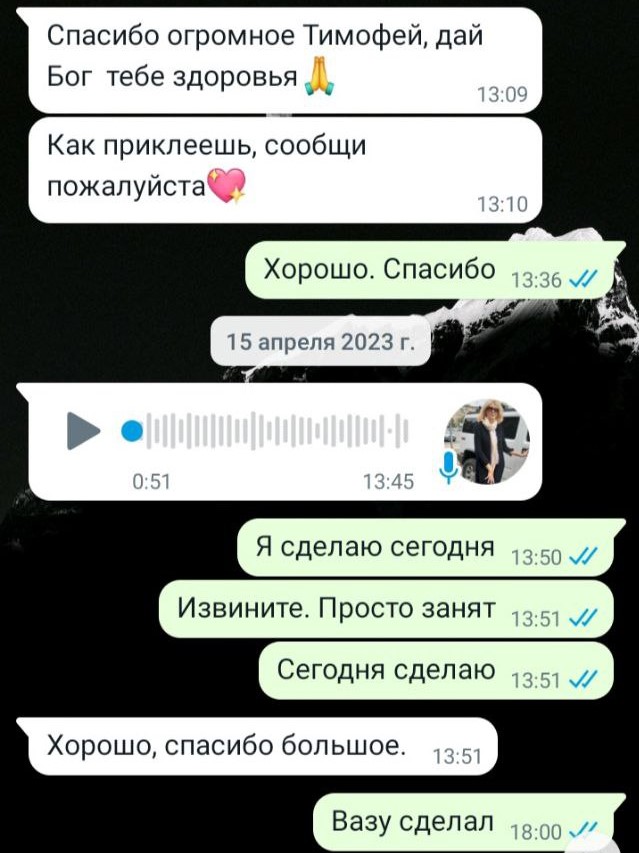 Спасибо огромное Тимофей, дай
Бог тебе здоровья🙏
13:09
Как приклеешь, сообщи
пожалуйста💖
13:10
Хорошо. Спасибо 13:36
15 апреля 2023 г.
0:51 13:45
Я сделаю сегодня 13:50
Извините. Просто занят 13:51
Сегодня сделаю 13:51
Хорошо, спасибо большое. 13:51
Вазу сделал 18:00